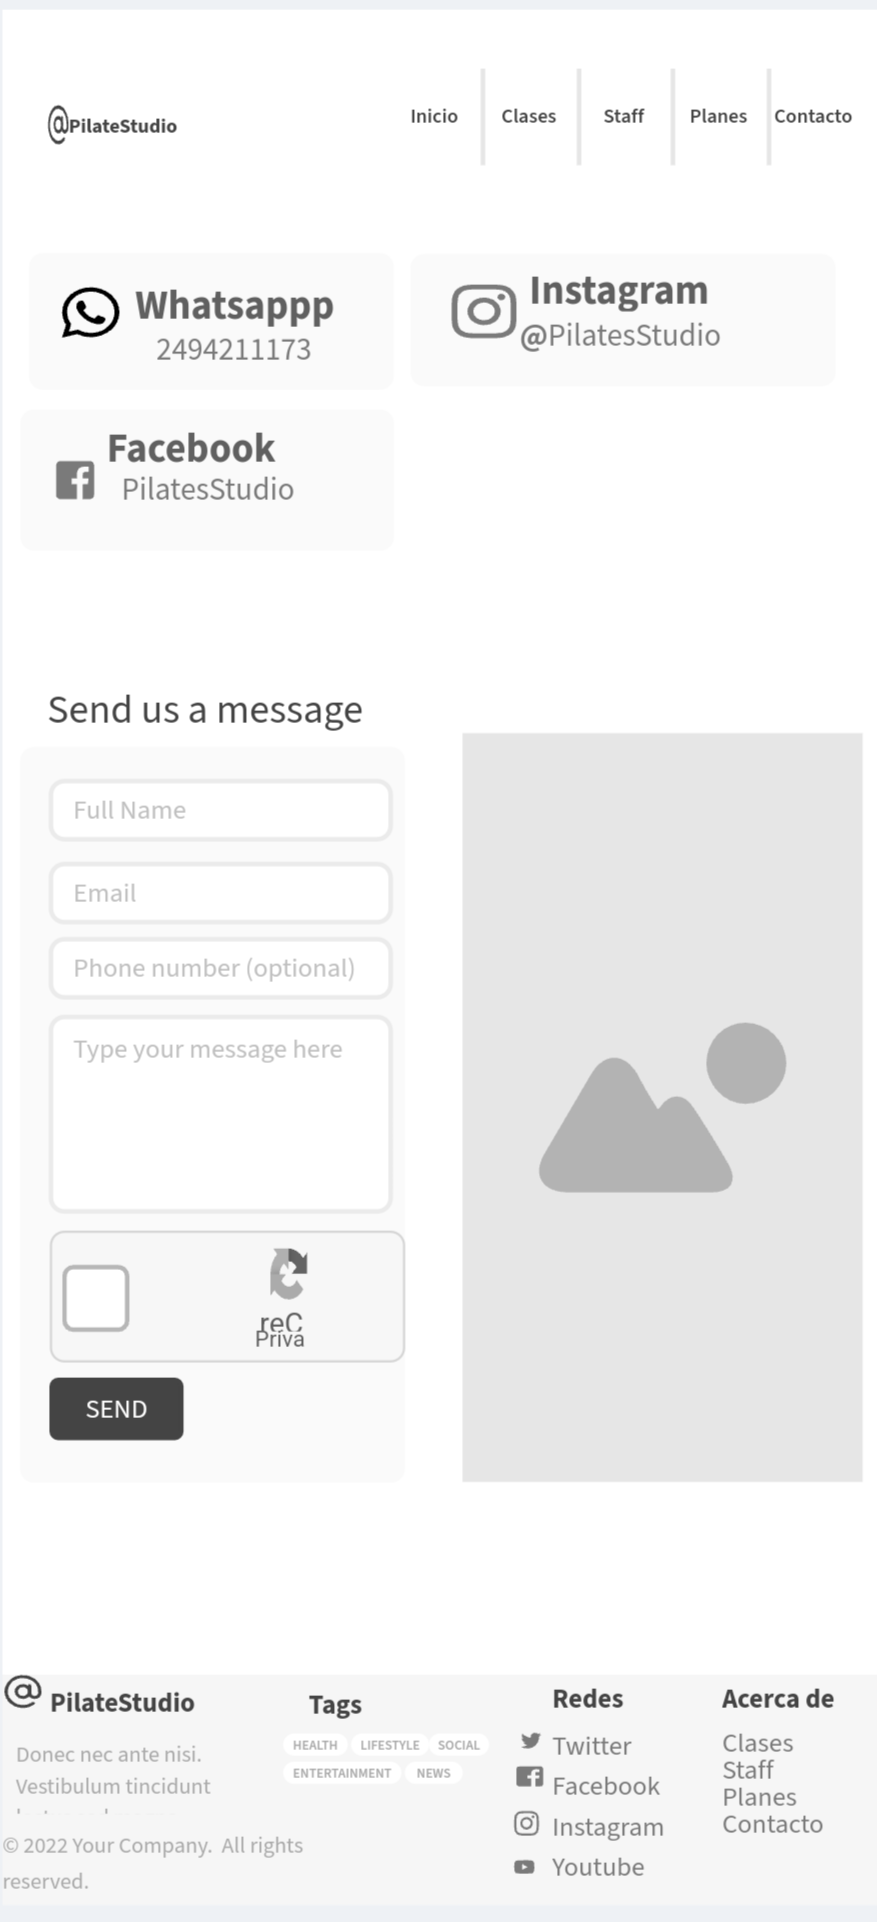 @PilateStudio
Inicio
Clases
Staff
Planes
Contacto
Whatsappp
2494211173
Instagram
@PilatesStudio
Facebook
PilatesStudio
Send us a message
Full Name
Email
Phone number (optional)
Type your message here
reC
Priva
SEND
@ PilateStudio
Donec nec ante nisi.
Vestibulum tincidunt
© 2022 Your Company.  All rights
reserved.
Tags
HEALTH LIFESTYLE SOCIAL
ENTERTAINMENT NEWS
Redes
Twitter
Facebook
Instagram
Youtube
Acerca de
Clases
Staff
Planes
Contacto